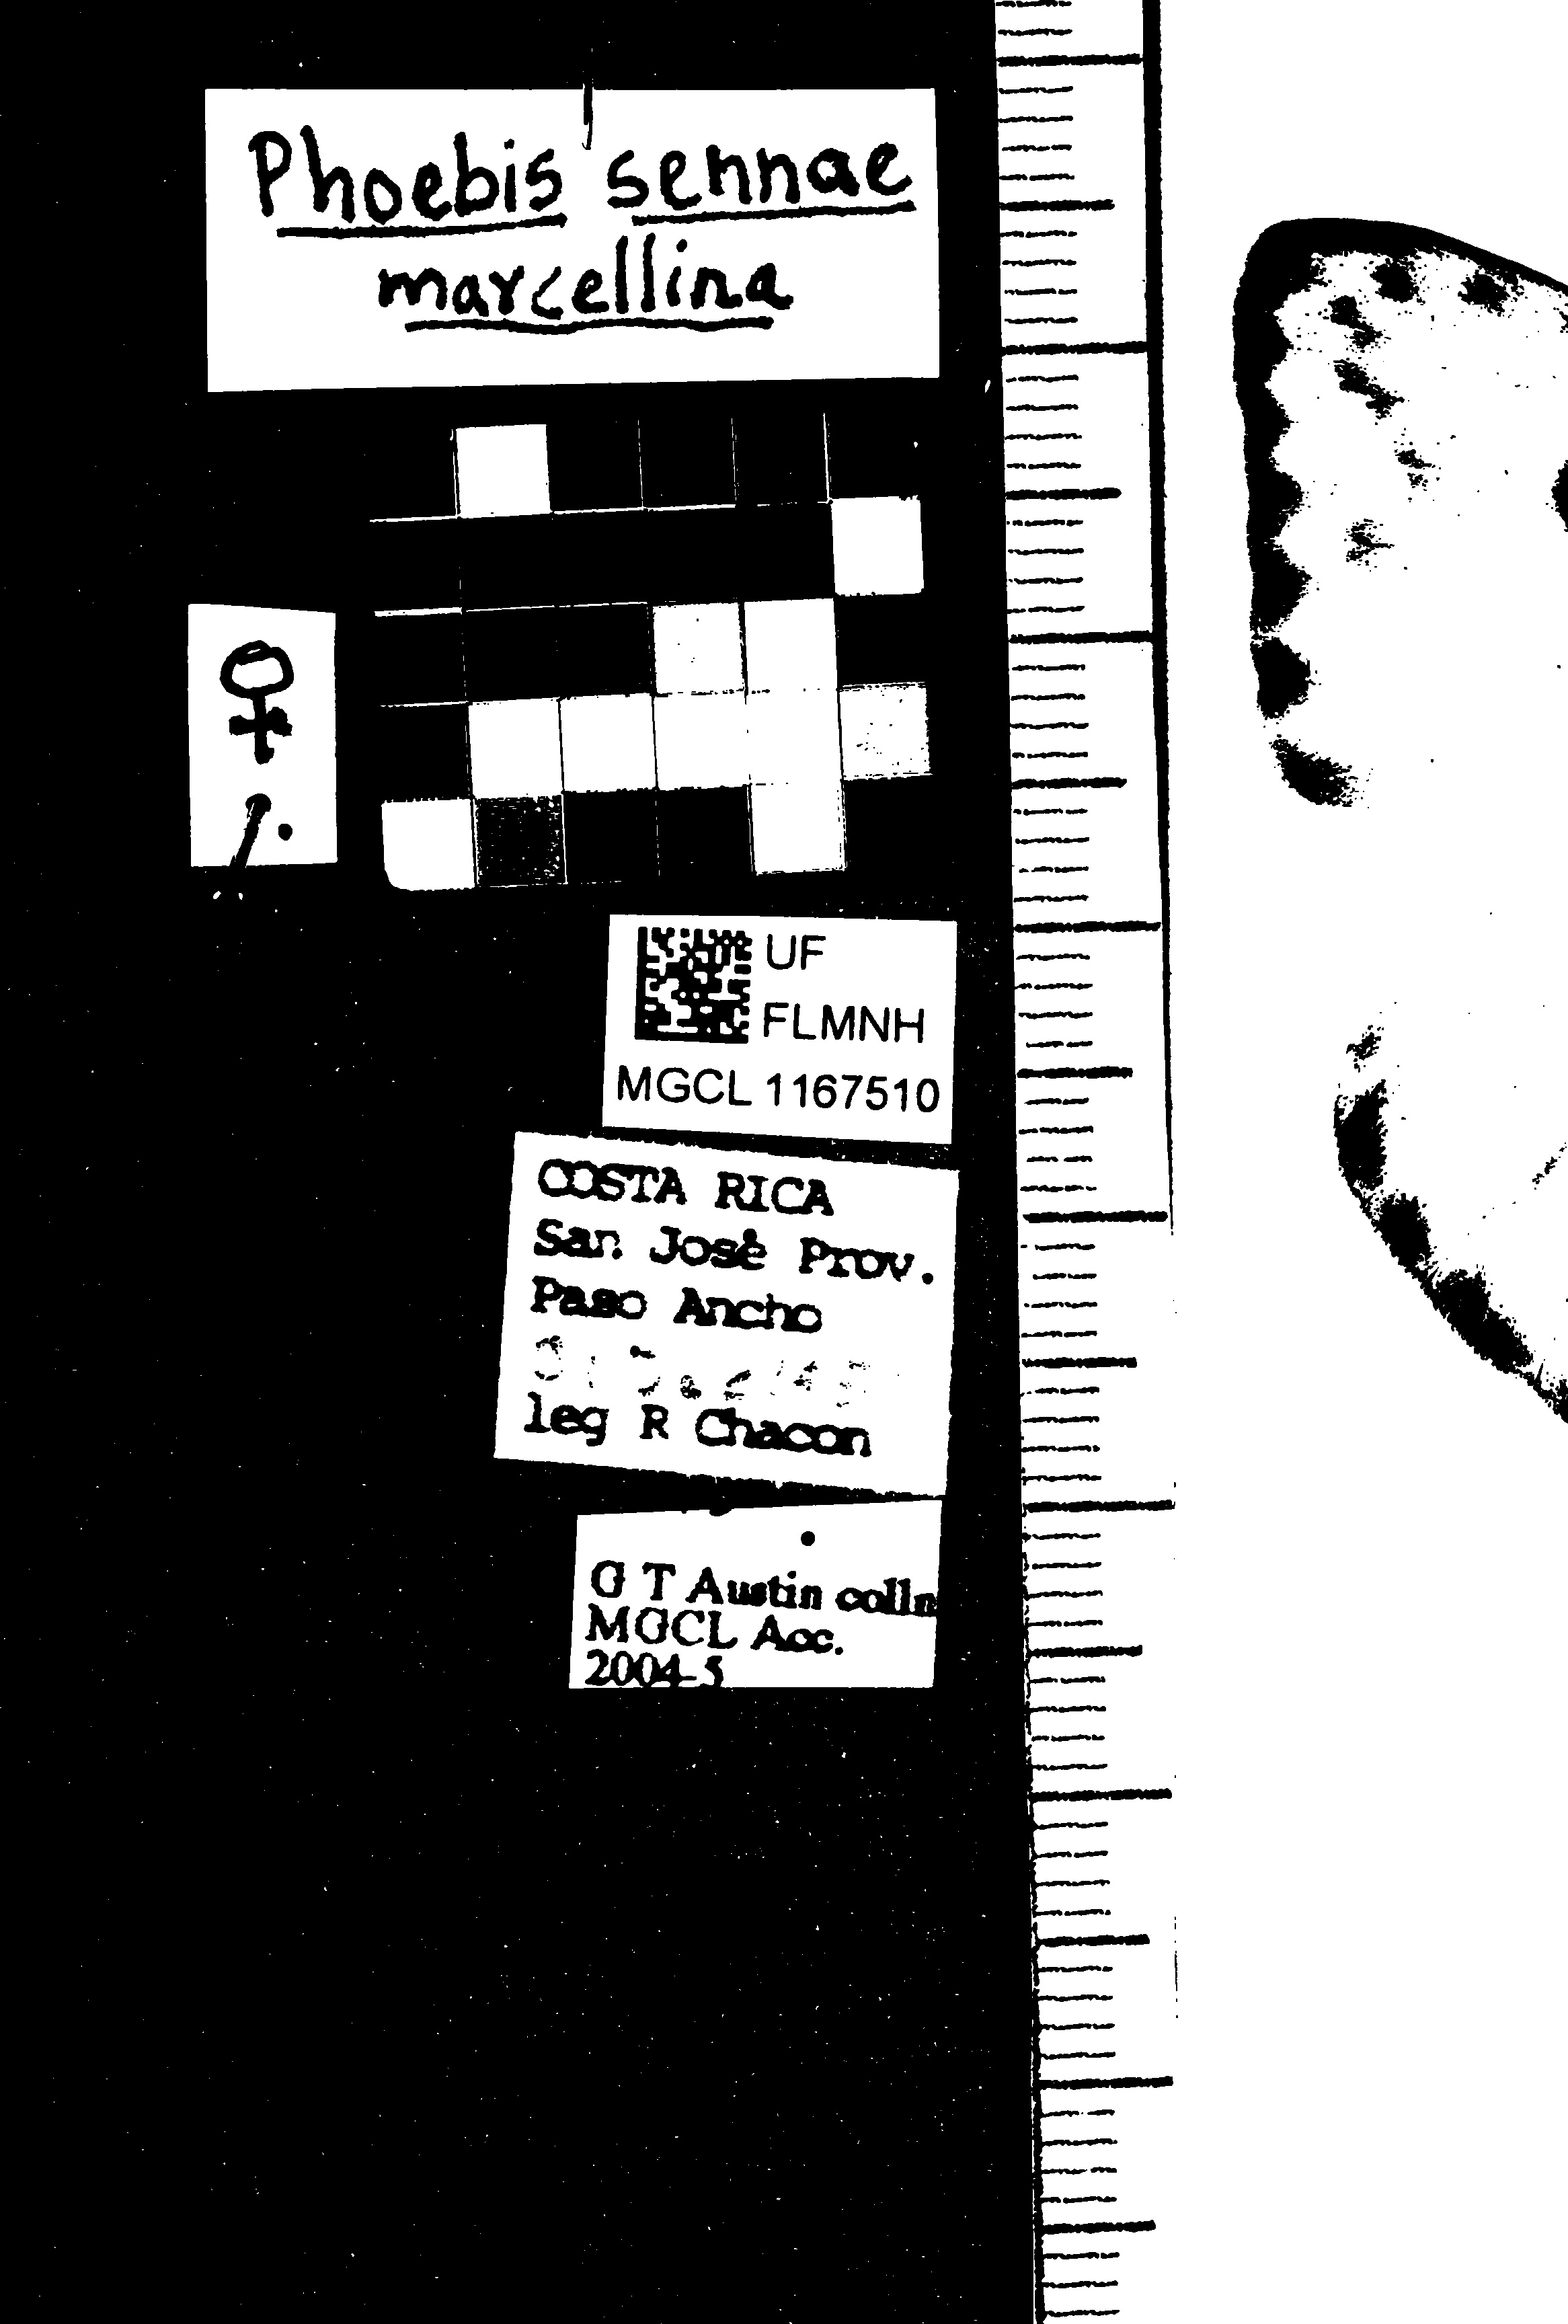 Phoebis sennae
marcellina
♀
UF
FLMNH
MGCL 1167510
COSTA RICA
San José Prov.
Paso Ancho
leg R Chacon
G T Austin colln
MGCL Acc.
2004-5